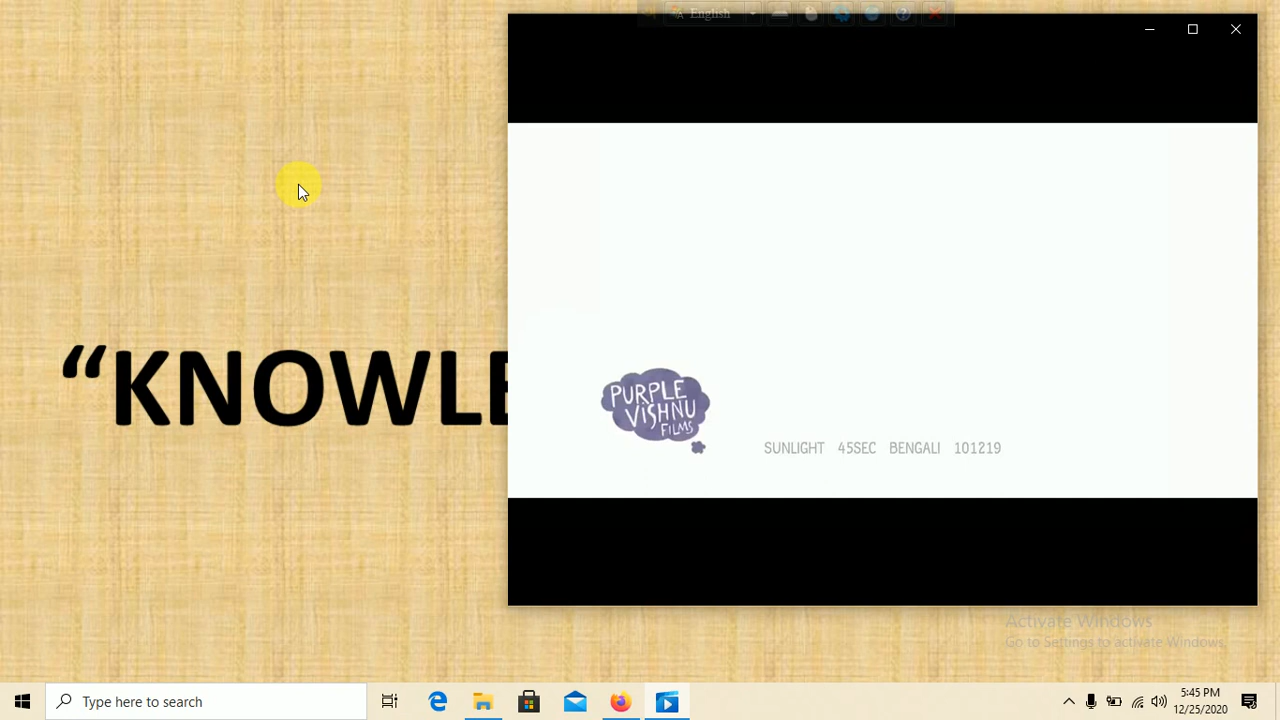 English
PURPLE
VISHNU
FILMS
SUNLIGHT 45SEC BENGALI 101219
“KNOWLE
Activate Windows
Go to Settings to activate Windows.
Type here to search
5:45 PM
12/25/2020